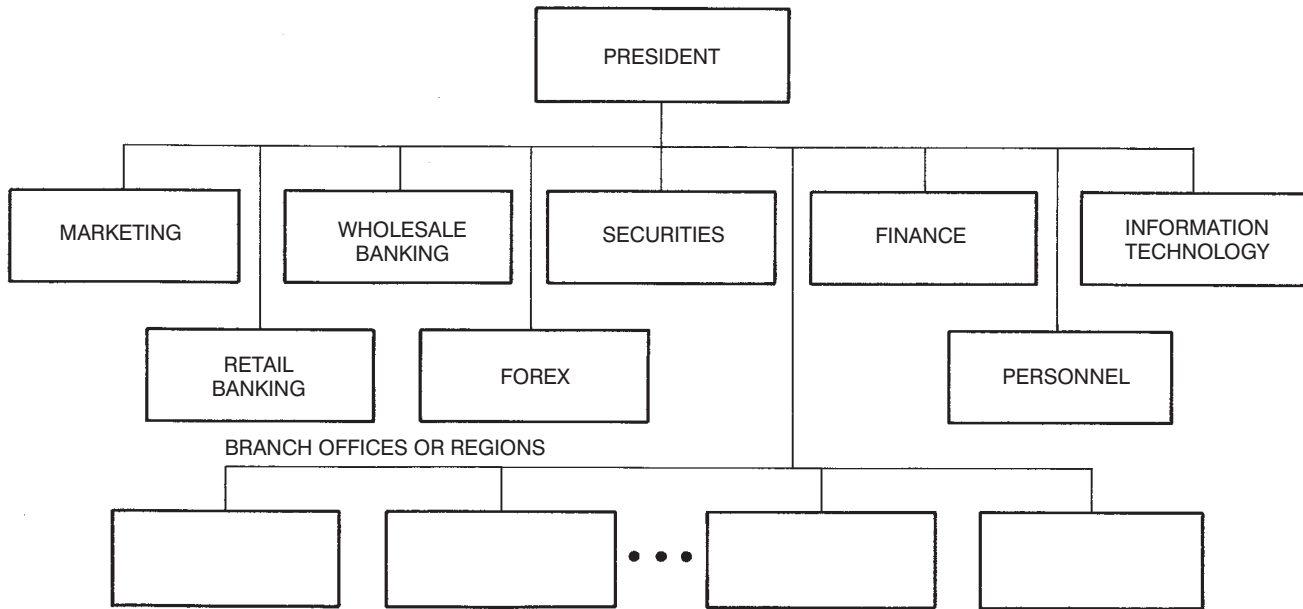 PRESIDENT
MARKETING
WHOLESALE
BANKING
SECURITIES
FINANCE
INFORMATION
TECHNOLOGY
RETAIL
BANKING
FOREX
PERSONNEL
BRANCH OFFICES OR REGIONS